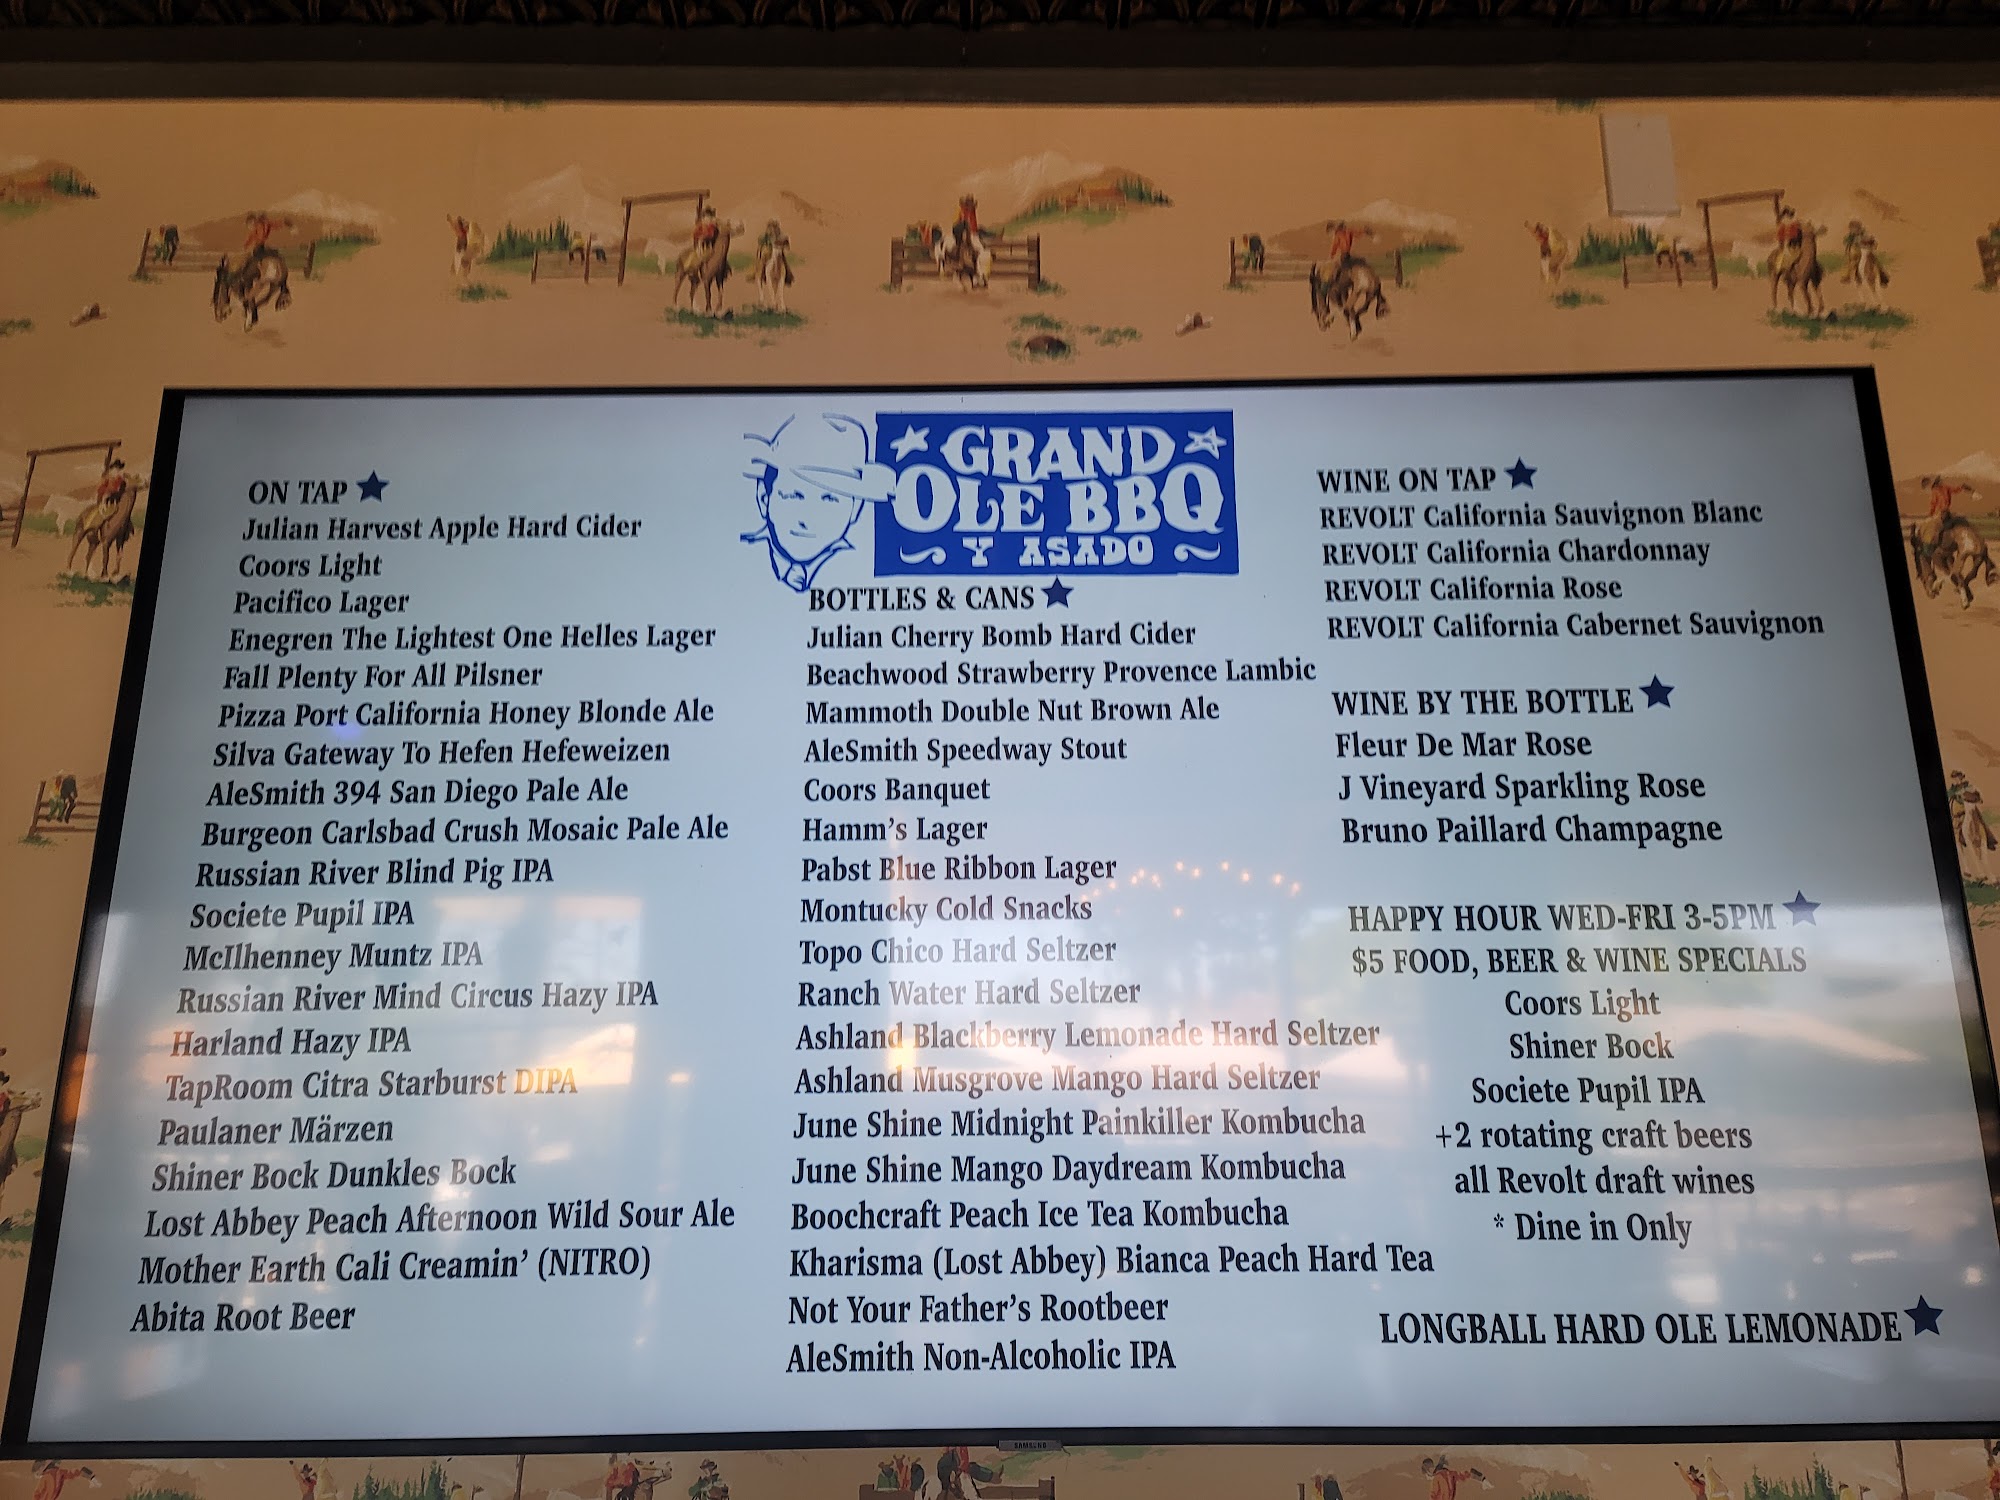 GRAND
OLE BBQ
Y ASADO
ON TAP
Julian Harvest Apple Hard Cider
Coors Light
Pacifico Lager
Enegren The Lightest One Helles Lager
Fall Plenty For All Pilsner
Pizza Port California Honey Blonde Ale
Silva Gateway To Hefen Hefeweizen
AleSmith 394 San Diego Pale Ale
Burgeon Carlsbad Crush Mosaic Pale Ale
Russian River Blind Pig IPA
Societe Pupil IPA
McIlhenney Muntz IPA
Russian River Mind Circus Hazy IPA
Harland Hazy IPA
TapRoom Citra Starburst DIPA
Paulaner Märzen
Shiner Bock Dunkles Bock
Lost Abbey Peach Afternoon Wild Sour Ale
Mother Earth Cali Creamin' (NITRO)
Abita Root Beer
BOTTLES & CANS
Julian Cherry Bomb Hard Cider
Beachwood Strawberry Provence Lambic
Mammoth Double Nut Brown Ale
AleSmith Speedway Stout
Coors Banquet
Hamm's Lager
Pabst Blue Ribbon Lager
Montucky Cold Snacks
Topo Chico Hard Seltzer
Ranch Water Hard Seltzer
Ashland Blackberry Lemonade Hard Seltzer
Ashland Musgrove Mango Hard Seltzer
June Shine Midnight Painkiller Kombucha
June Shine Mango Daydream Kombucha
Boochcraft Peach Ice Tea Kombucha
Kharisma (Lost Abbey) Bianca Peach Hard Tea
Not Your Father's Rootbeer
AleSmith Non-Alcoholic IPA
WINE ON TAP
REVOLT California Sauvignon Blanc
REVOLT California Chardonnay
REVOLT California Rose
REVOLT California Cabernet Sauvignon
WINE BY THE BOTTLE
Fleur De Mar Rose
J Vineyard Sparkling Rose
Bruno Paillard Champagne
HAPPY HOUR WED-FRI 3-5PM
$5 FOOD, BEER & WINE SPECIALS
Coors Light
Shiner Bock
Societe Pupil IPA
+2 rotating craft beers
all Revolt draft wines
* Dine in Only
LONGBALL HARD OLE LEMONADE
SAMSUNG